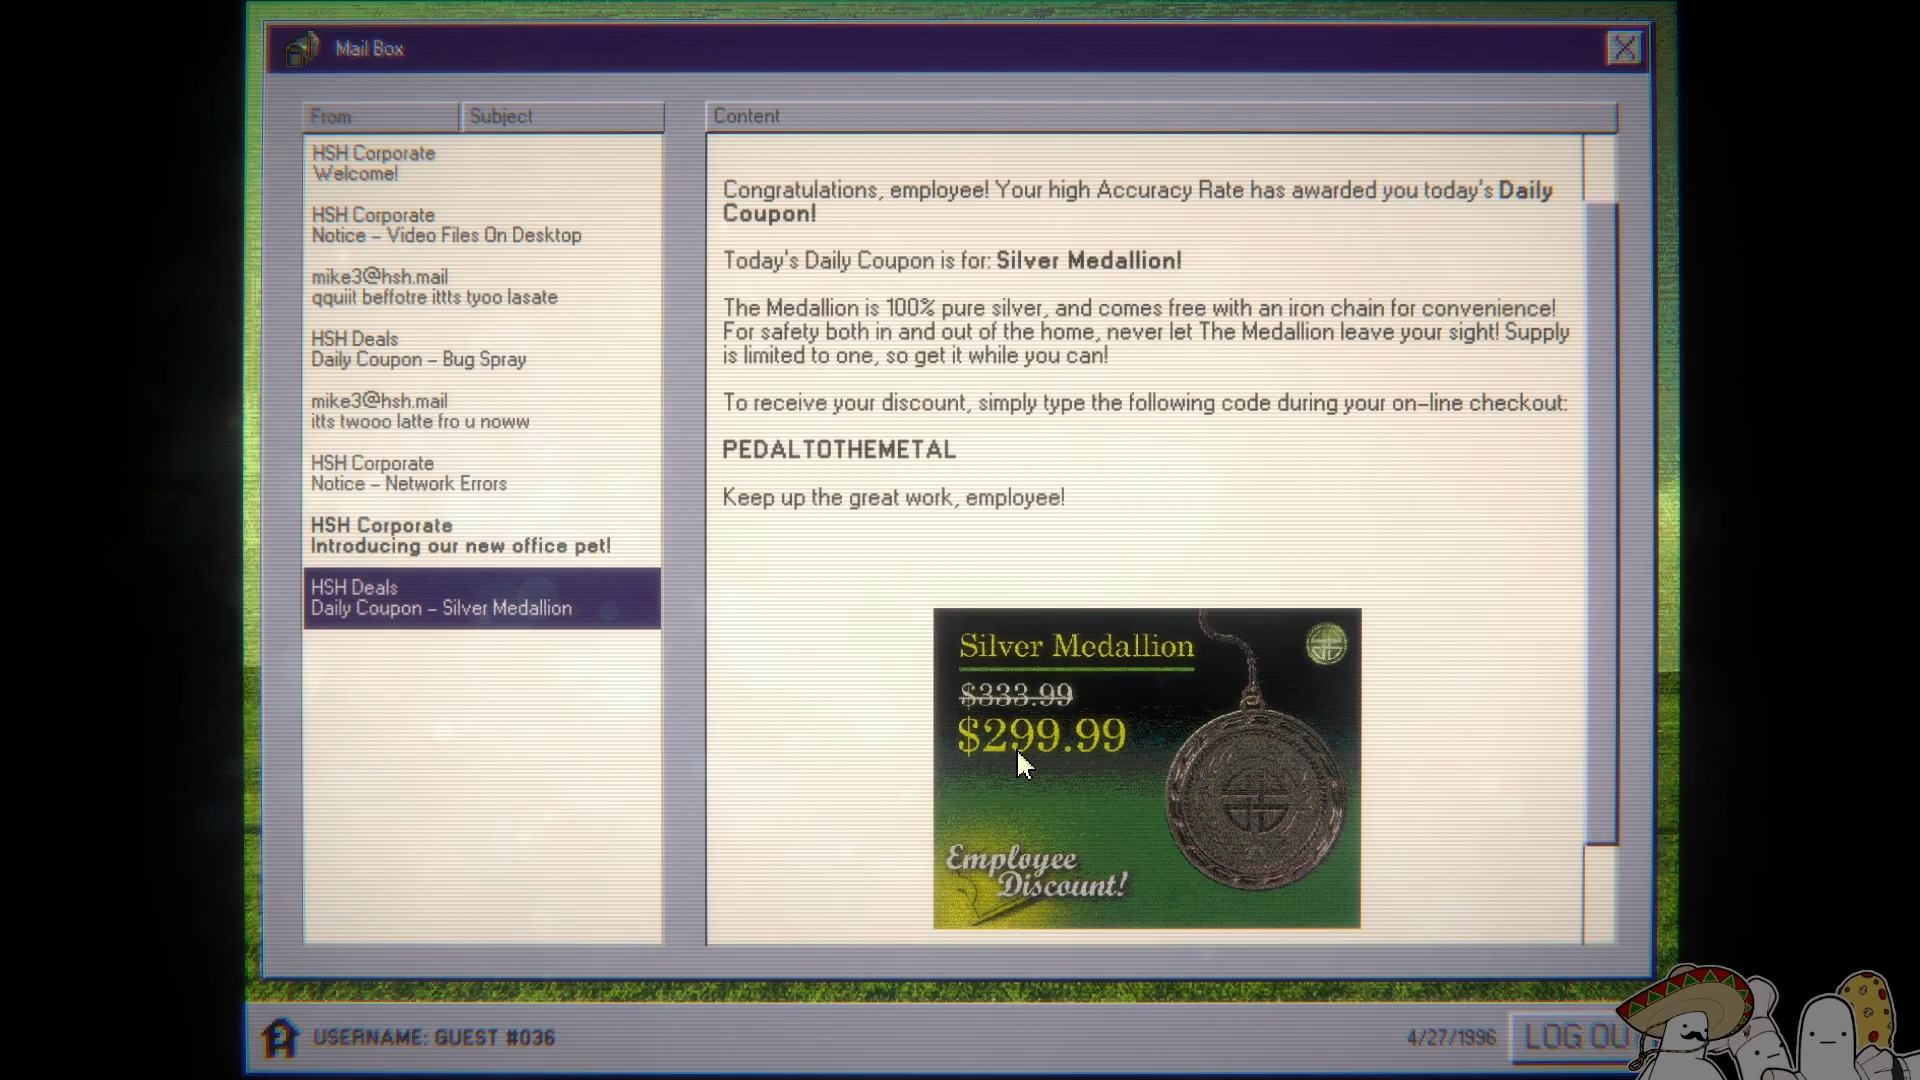 Mail Box
From
Subject
Content
HSH Corporate
Welcome!
HSH Corporate
Notice – Video Files On Desktop
mike3@hsh.mail
qquiit beffotre ittts tyoo lasate
HSH Deals
Daily Coupon – Bug Spray
mike3@hsh.mail
itts twooo latte fro u noww
HSH Corporate
Notice – Network Errors
HSH Corporate
Introducing our new office pet!
HSH Deals
Daily Coupon – Silver Medallion
Congratulations, employee! Your high Accuracy Rate has awarded you today's Daily
Coupon!
Today's Daily Coupon is for: Silver Medallion!
The Medallion is 100% pure silver, and comes free with an iron chain for convenience!
For safety both in and out of the home, never let The Medallion leave your sight! Supply
is limited to one, so get it while you can!
To receive your discount, simply type the following code during your on-line checkout:
PEDALTOTHEMETAL
Keep up the great work, employee!
Silver Medallion
$333.99
$299.99
Employee
Discount!
USERNAME: GUEST #036
4/27/1996
LOG OU